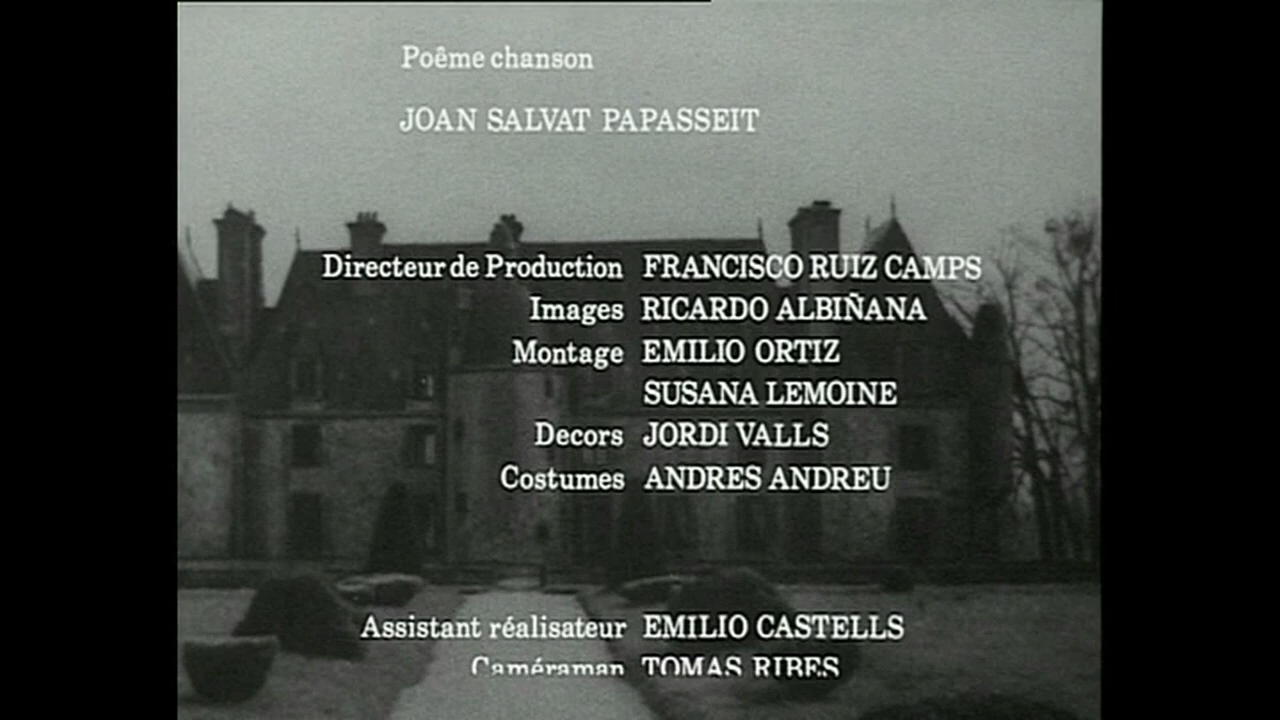 Poême chanson
JOAN SALVAT PAPASSEIT
Directeur de Production FRANCISCO RUIZ CAMPS
Images RICARDO ALBIÑANA
Montage EMILIO ORTIZ
SUSANA LEMOINE
Decors JORDI VALLS
Costumes ANDRES ANDREU
Assistant réalisateur EMILIO CASTELLS
Caméraman TOMAS RIBES